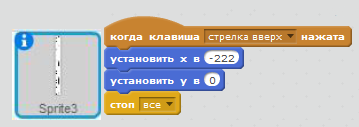 когда клавиша стрелка вверх нажата
установить x в -222
установить y в 0
стоп все
Sprite3